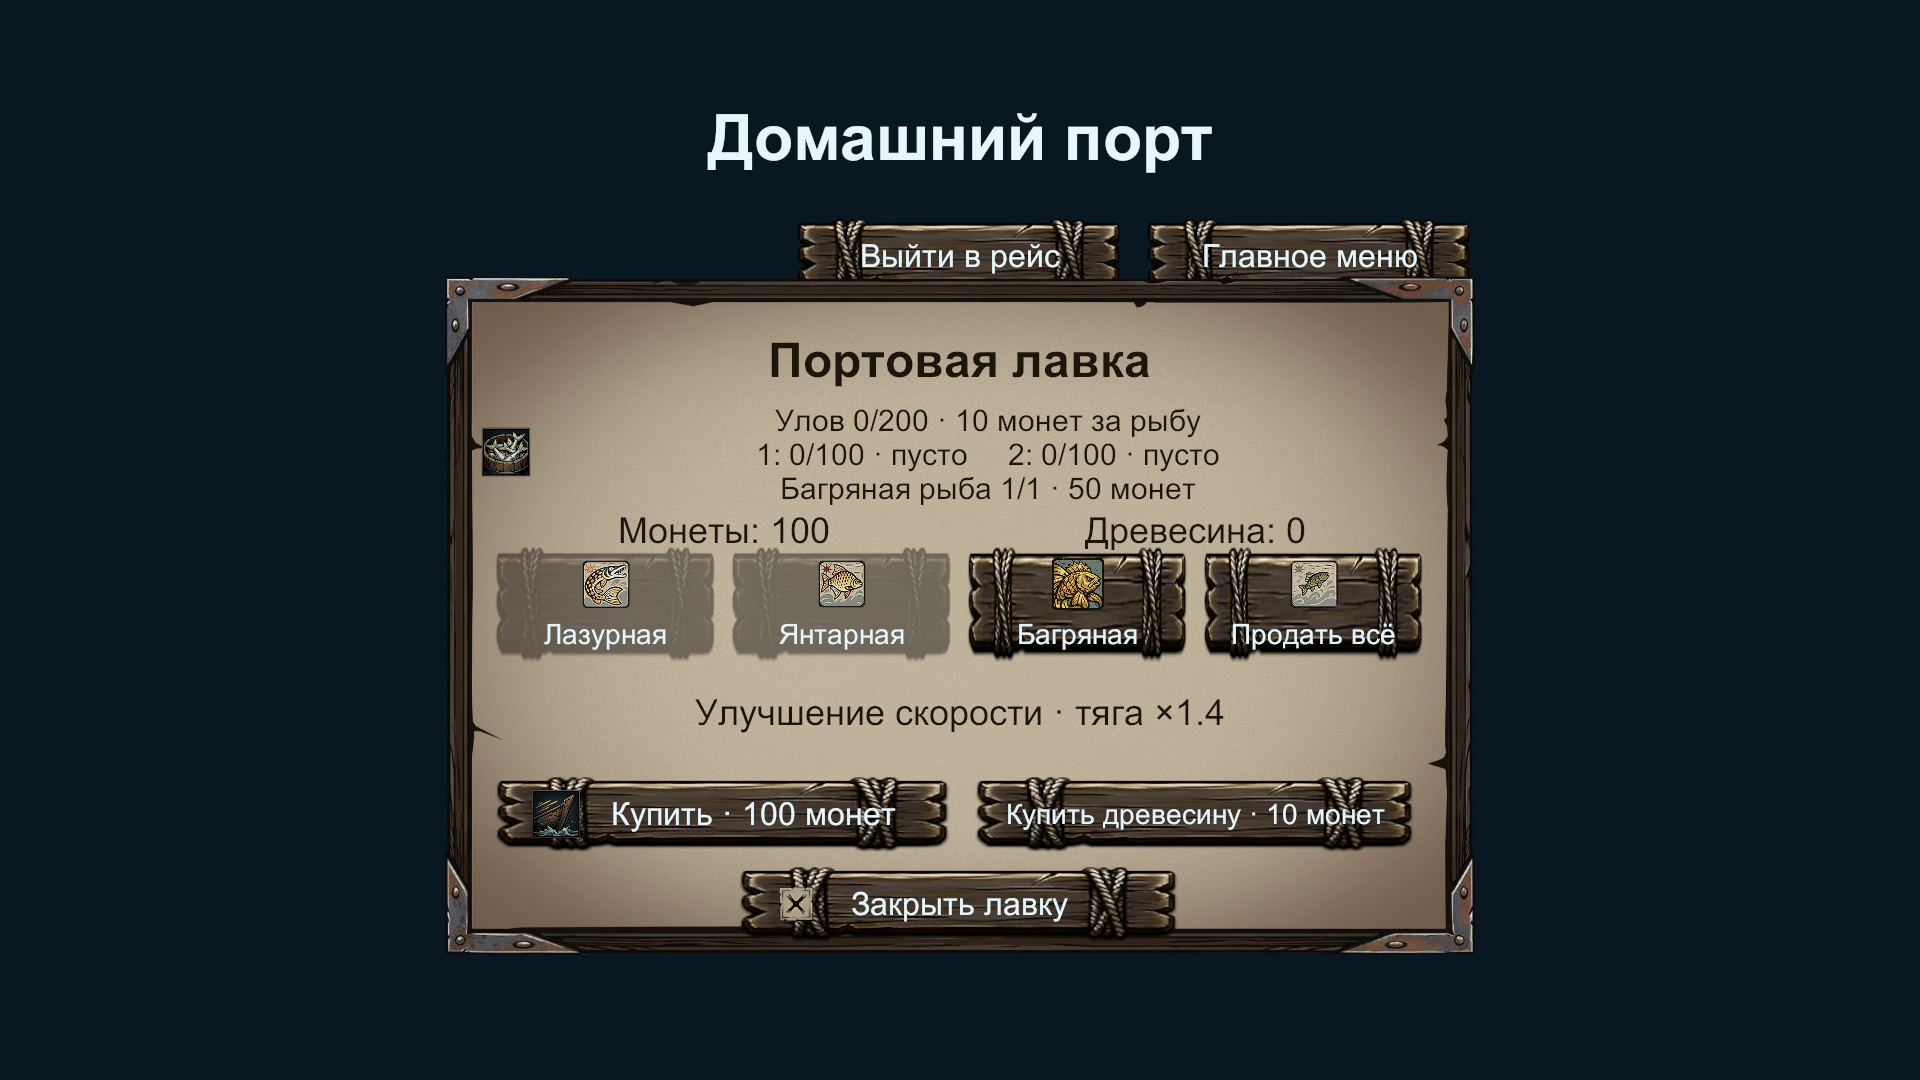 Домашний порт
Выйти в рейс
Главное меню
Портовая лавка
Улов 0/200 · 10 монет за рыбу
1: 0/100 · пусто 2: 0/100 · пусто
Багряная рыба 1/1 · 50 монет
Монеты: 100
Древесина: 0
Лазурная
Янтарная
Багряная
Продать всё
Улучшение скорости · тяга ×1.4
Купить · 100 монет
Купить древесину · 10 монет
Закрыть лавку